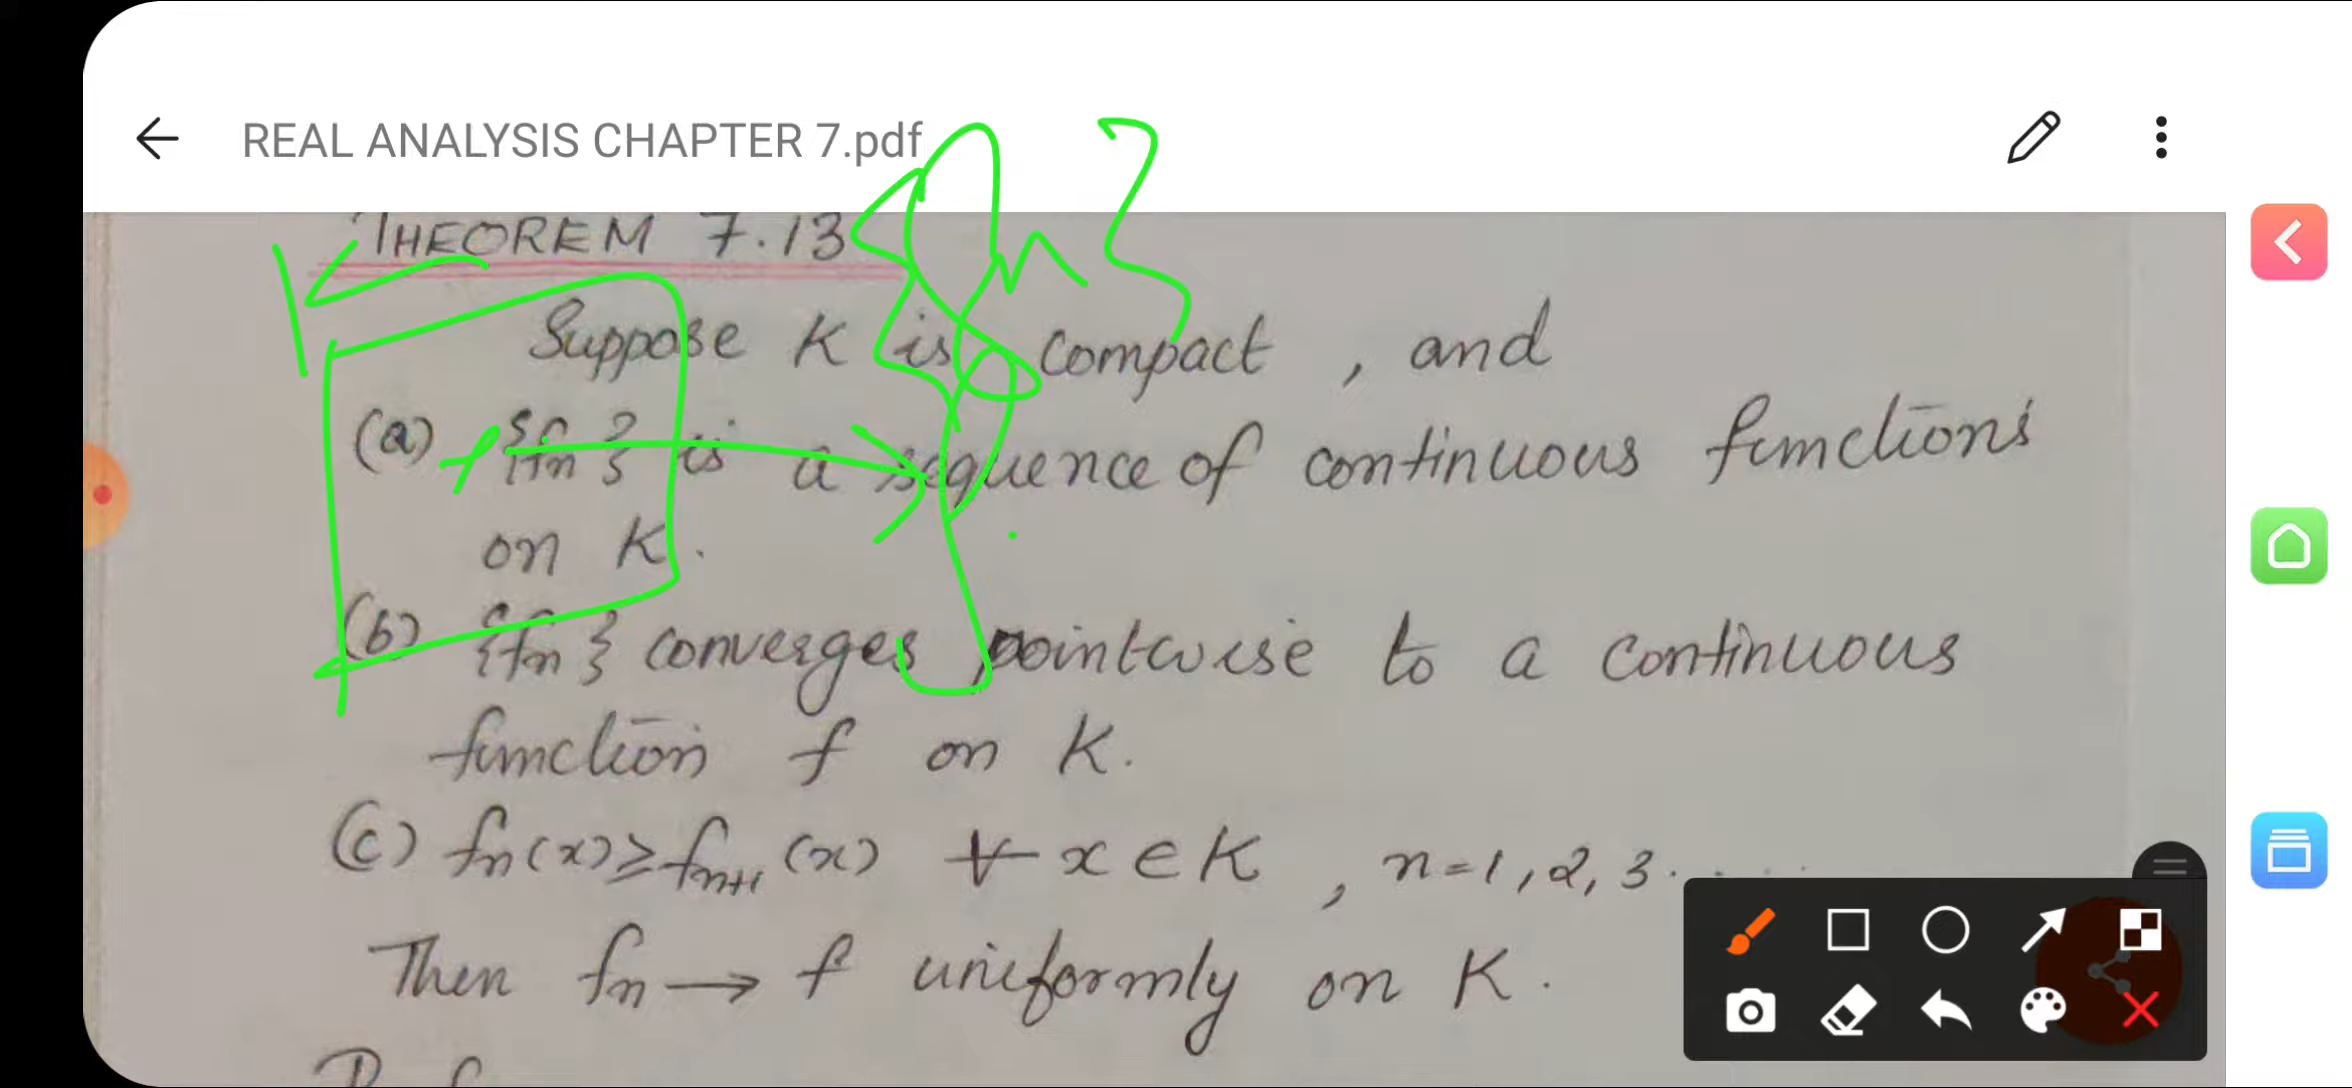 REAL ANALYSIS CHAPTER 7.pdf
THEOREM 7.13
Suppose K is compact, and
(a) {fn} is a sequence of continuous functions
on K.
(b) {fn} converges pointwise to a continuous
function f on K.
(c) fn(x) ≥ fn+1 (x) ∀ x ∈ K, n=1, 2, 3.....
Then fn → f uniformly on K.